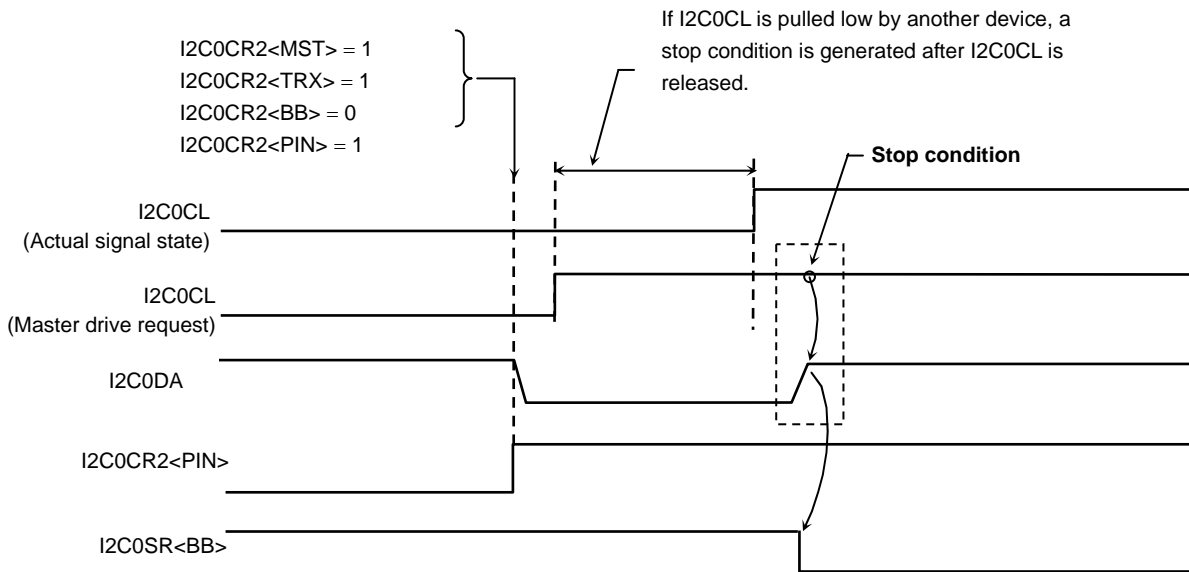 If I2C0CL is pulled low by another device, a
stop condition is generated after I2C0CL is
released.
I2C0CR2<MST> = 1
I2C0CR2<TRX> = 1
I2C0CR2<BB> = 0
I2C0CR2<PIN> = 1
Stop condition
I2C0CL
(Actual signal state)
I2C0CL
(Master drive request)
I2C0DA
I2C0CR2<PIN>
I2C0SR<BB>